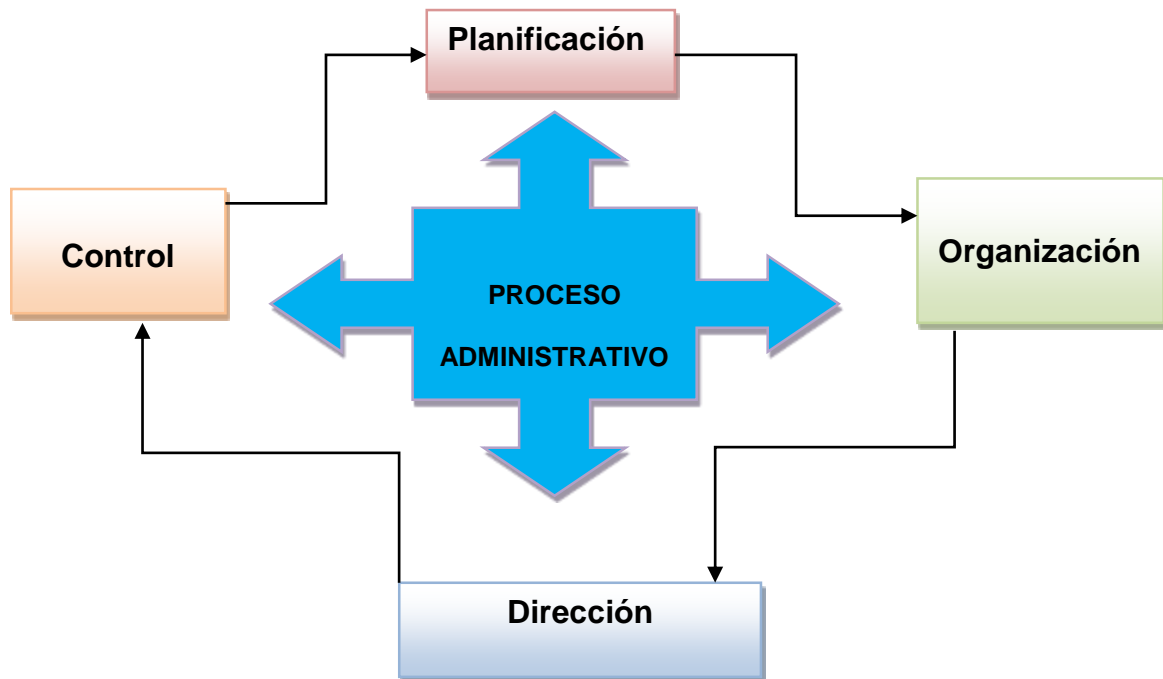 Planificación
Control
Organización
PROCESO
ADMINISTRATIVO
Dirección